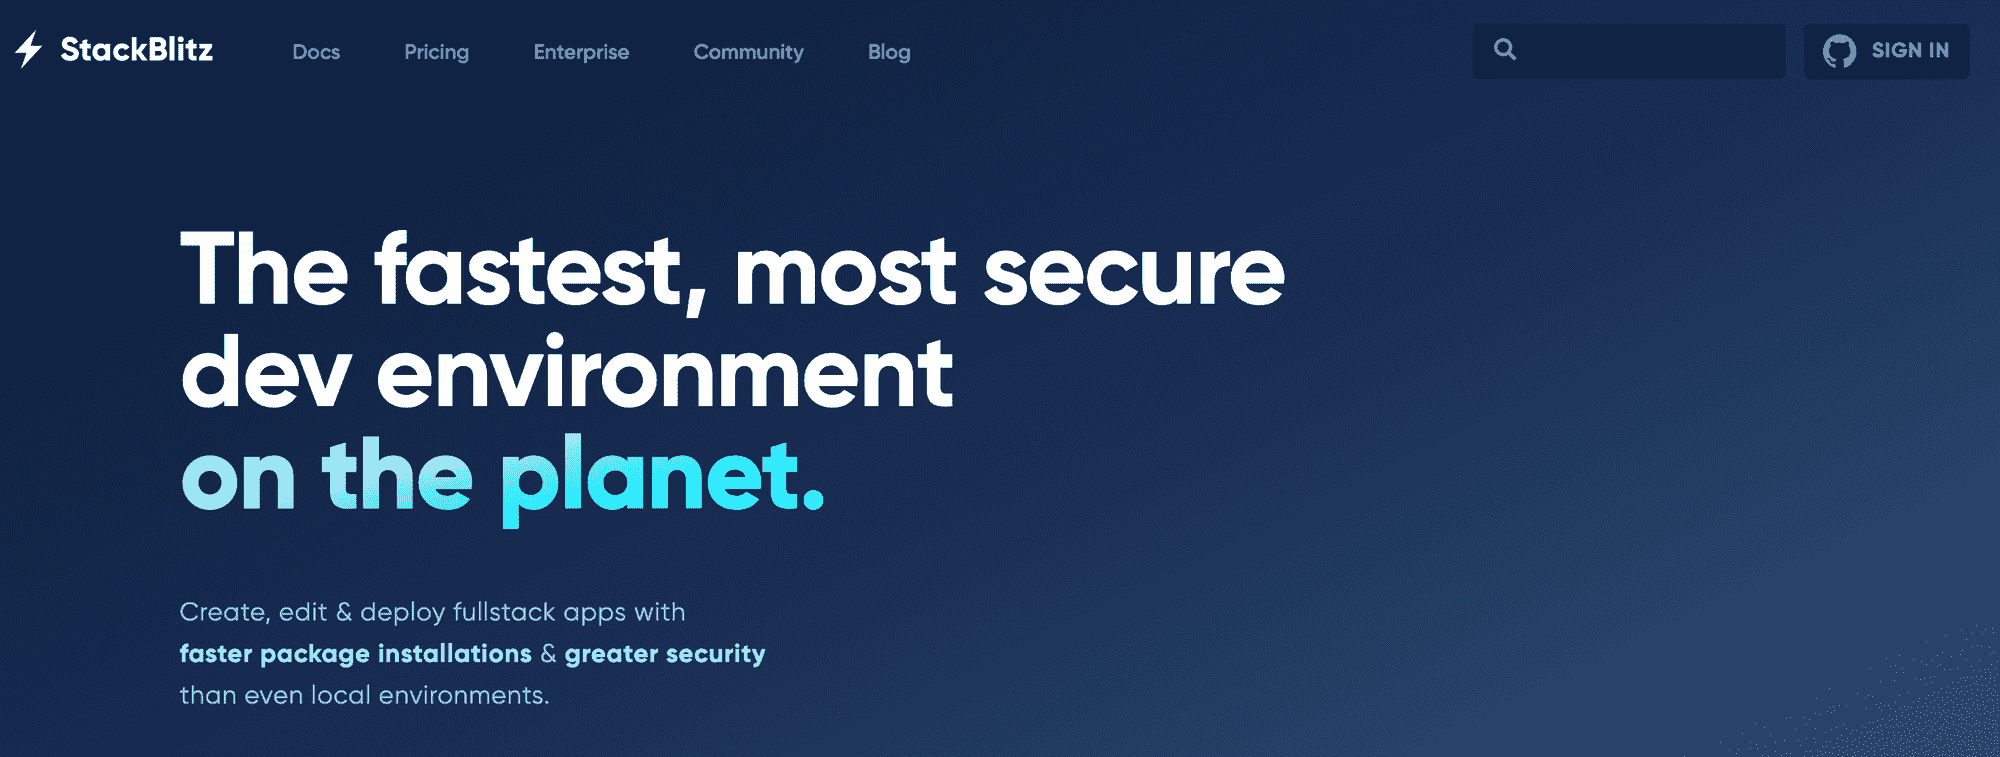 StackBlitz Docs Pricing Enterprise Community Blog SIGN IN
The fastest, most secure
dev environment
on the planet.
Create, edit & deploy fullstack apps with
faster package installations & greater security
than even local environments.